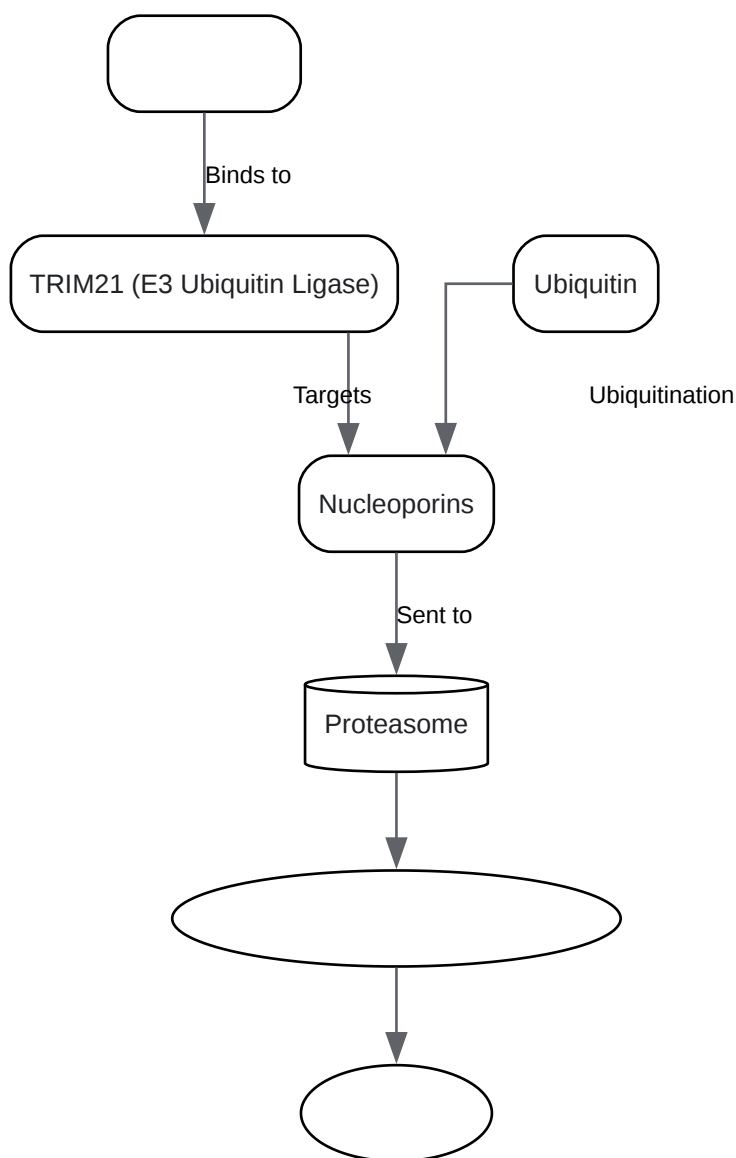 Binds to
TRIM21 (E3 Ubiquitin Ligase)
Ubiquitin
Targets
Ubiquitination
Nucleoporins
Sent to
Proteasome